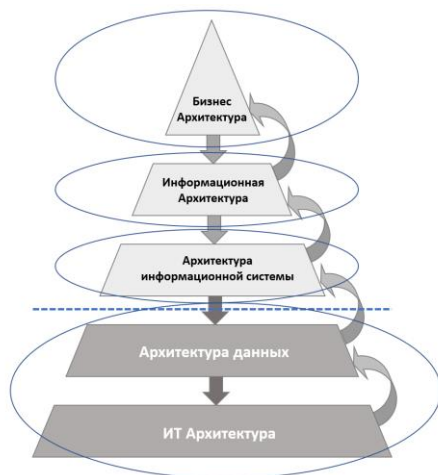 Бизнес
Архитектура
Информационная
Архитектура
Архитектура
информационной системы
Архитектура данных
ИТ Архитектура